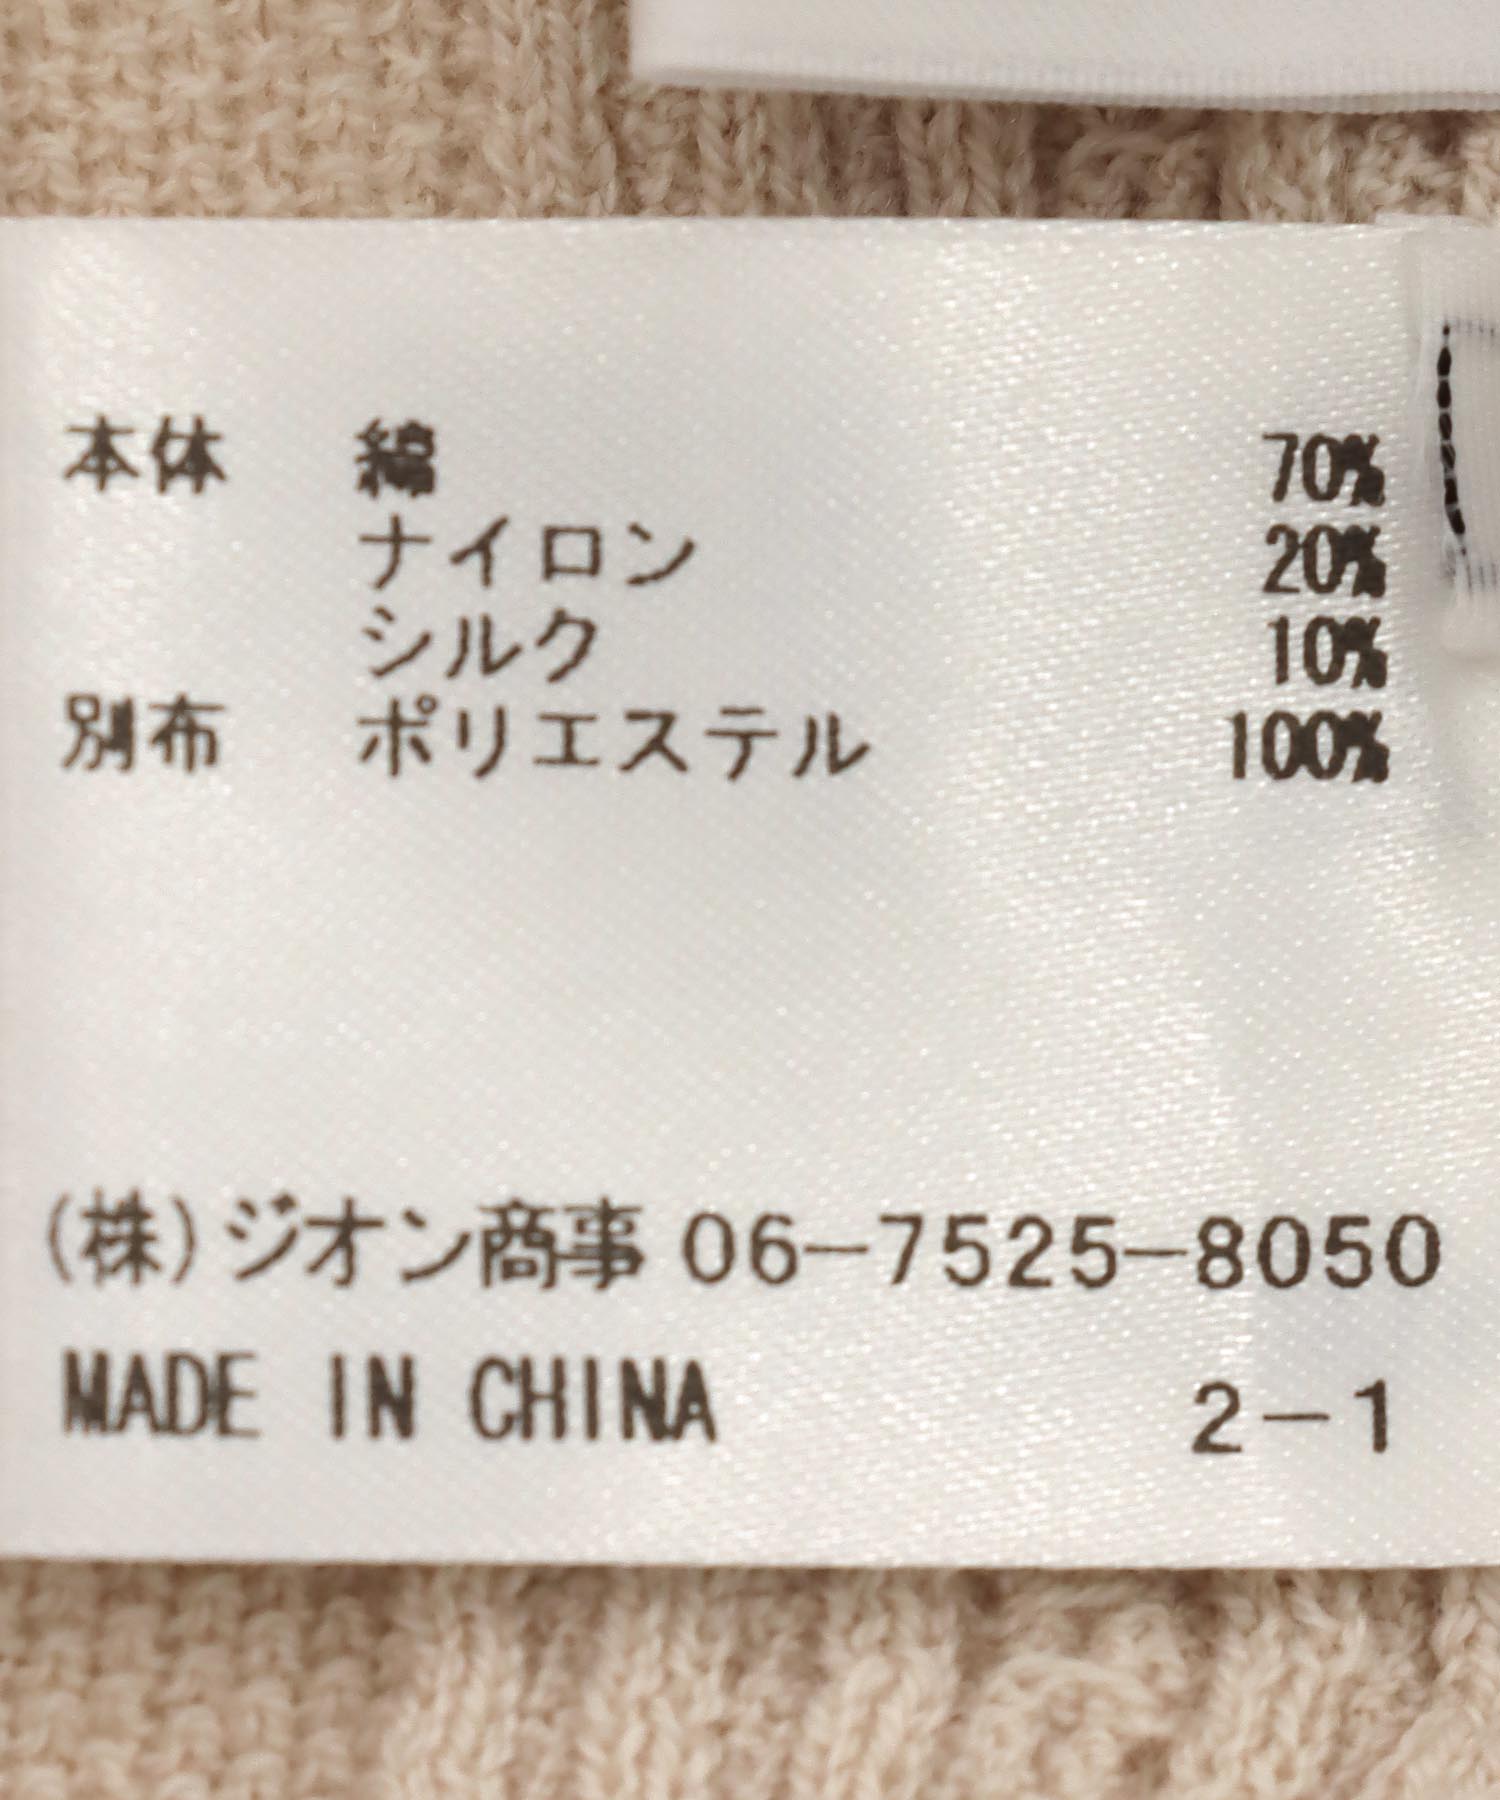 本体 綿 70%
ナイロン 20%
シルク 10%
別布 ポリエステル 100%
(株)ジオン商事 06-7525-8050
MADE IN CHINA 2-1